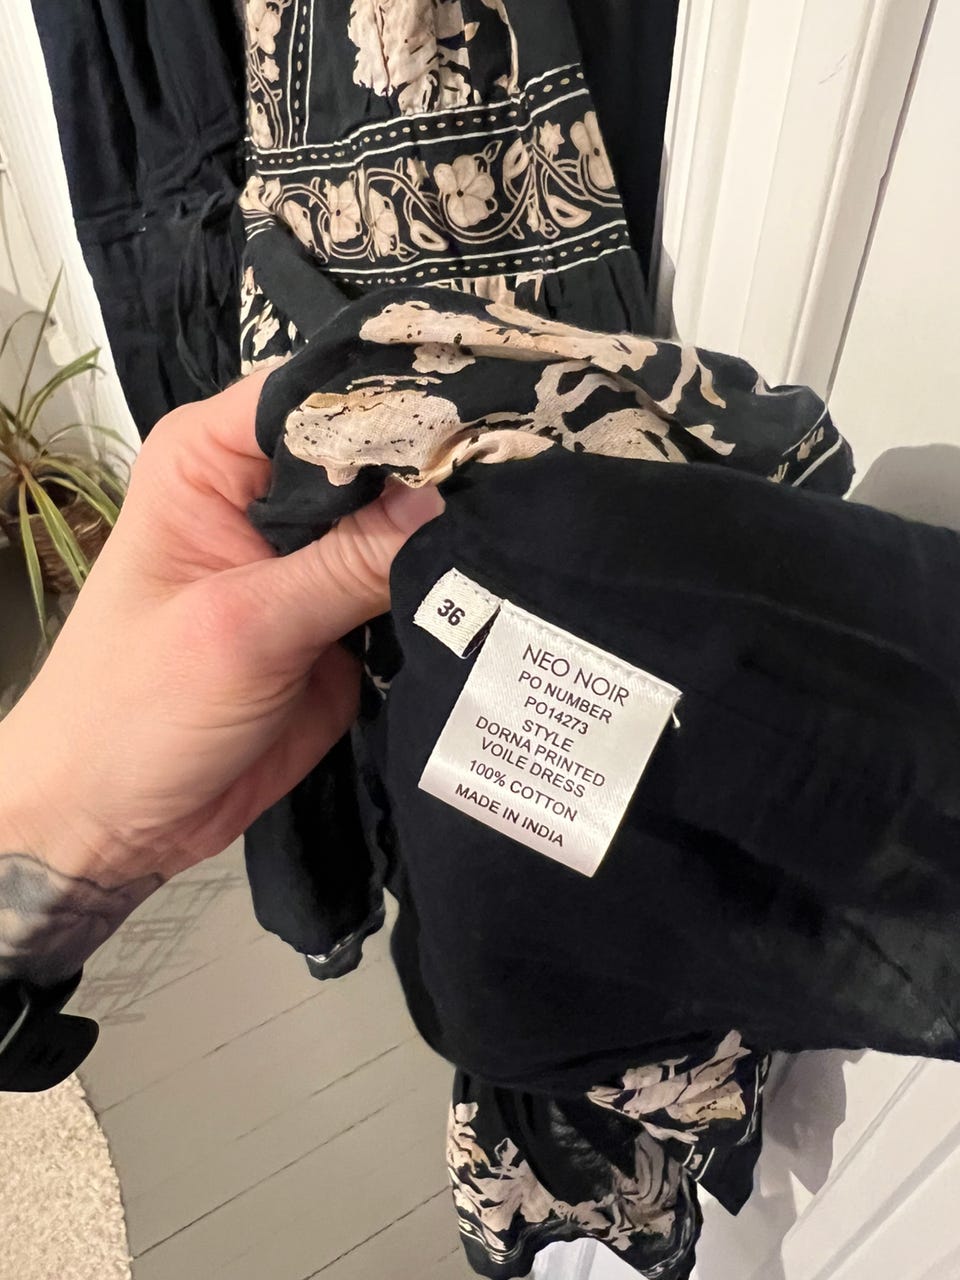 36
NEO NOIR
PO NUMBER
PO14273
STYLE
DORNA PRINTED
VOILE DRESS
100% COTTON
MADE IN INDIA